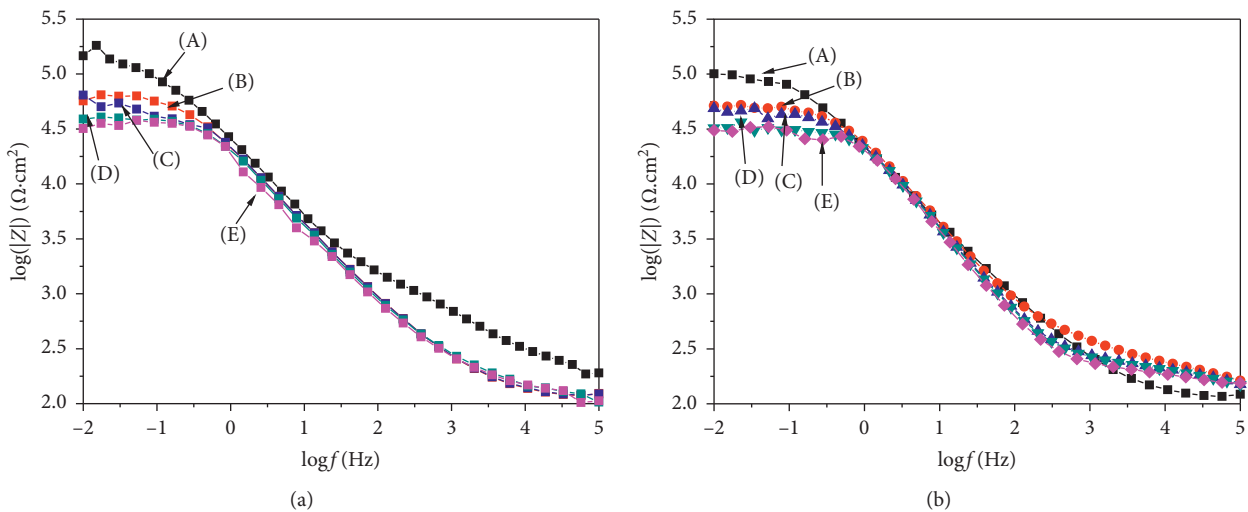 5.5
5.0
4.5
4.0
3.5
3.0
2.5
2.0
log(|Z|) (Ω.cm²)
(A)
(B)
(C)
(D)
(E)
−2 −1 0 1 2 3 4 5
log f (Hz)
(a)
5.5
5.0
4.5
4.0
3.5
3.0
2.5
2.0
log(|Z|) (Ω.cm²)
(A)
(B)
(D)
(C)
(E)
−2 −1 0 1 2 3 4 5
log f (Hz)
(b)